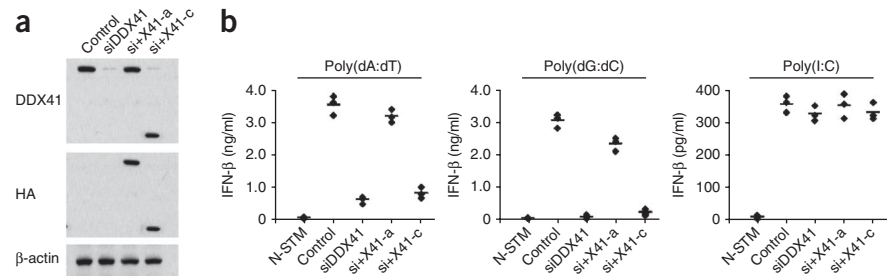 a
Control
siDDX41
si+X41-a
si+X41-c
DDX41
HA
β-actin
b
Poly(dA:dT)
IFN-β (ng/ml)
4.0
3.0
2.0
1.0
0
N-STM
Control
siDDX41
si+X41-a
si+X41-c
Poly(dG:dC)
IFN-β (ng/ml)
4.0
3.0
2.0
1.0
0
N-STM
Control
siDDX41
si+X41-a
si+X41-c
Poly(I:C)
IFN-β (pg/ml)
400
300
200
100
0
N-STM
Control
siDDX41
si+X41-a
si+X41-c